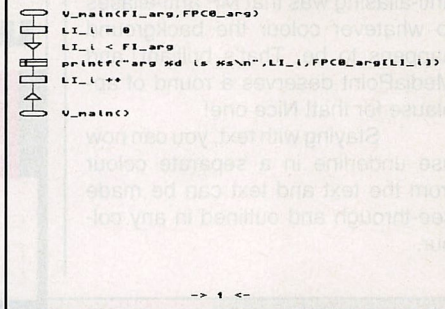 V_main(FI_arg,FPC0_arg)
LI_i = 0
LI_i < FI_arg
printf("arg %d is %s\n",LI_i,FPC0_arg[LI_i])
LI_i ++
V_main()
-> 1 <-